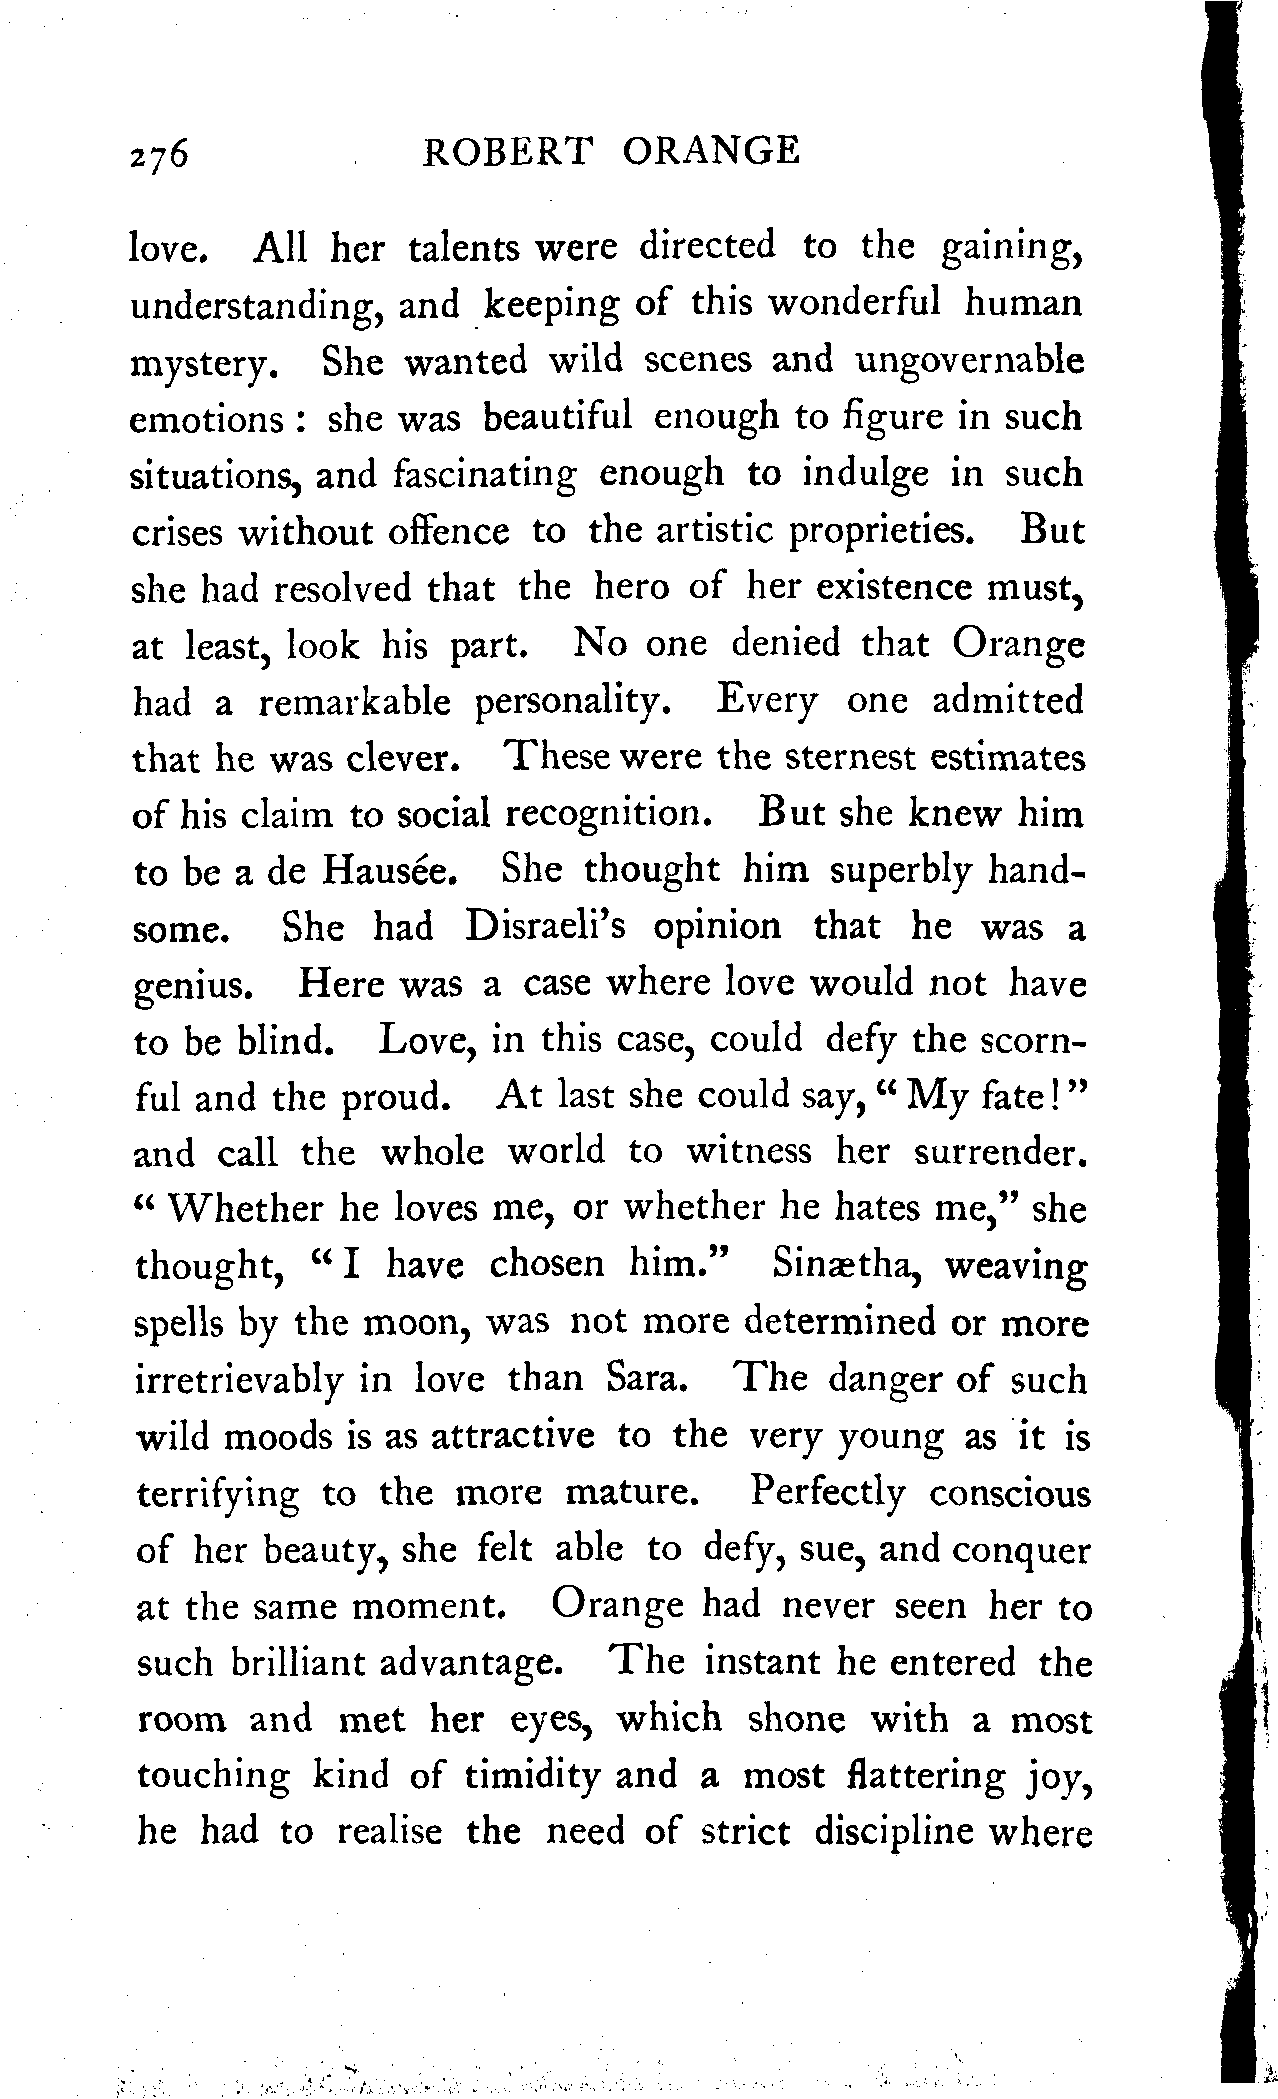 276 ROBERT ORANGE
love. All her talents were directed to the gaining,
understanding, and keeping of this wonderful human
mystery. She wanted wild scenes and ungovernable
emotions : she was beautiful enough to figure in such
situations, and fascinating enough to indulge in such
crises without offence to the artistic proprieties. But
she had resolved that the hero of her existence must,
at least, look his part. No one denied that Orange
had a remarkable personality. Every one admitted
that he was clever. These were the sternest estimates
of his claim to social recognition. But she knew him
to be a de Hausée. She thought him superbly hand-
some. She had Disraeli's opinion that he was a
genius. Here was a case where love would not have
to be blind. Love, in this case, could defy the scorn-
ful and the proud. At last she could say, “ My fate!”
and call the whole world to witness her surrender.
“ Whether he loves me, or whether he hates me,” she
thought, “ I have chosen him.” Sinætha, weaving
spells by the moon, was not more determined or more
irretrievably in love than Sara. The danger of such
wild moods is as attractive to the very young as it is
terrifying to the more mature. Perfectly conscious
of her beauty, she felt able to defy, sue, and conquer
at the same moment. Orange had never seen her to
such brilliant advantage. The instant he entered the
room and met her eyes, which shone with a most
touching kind of timidity and a most flattering joy,
he had to realise the need of strict discipline where